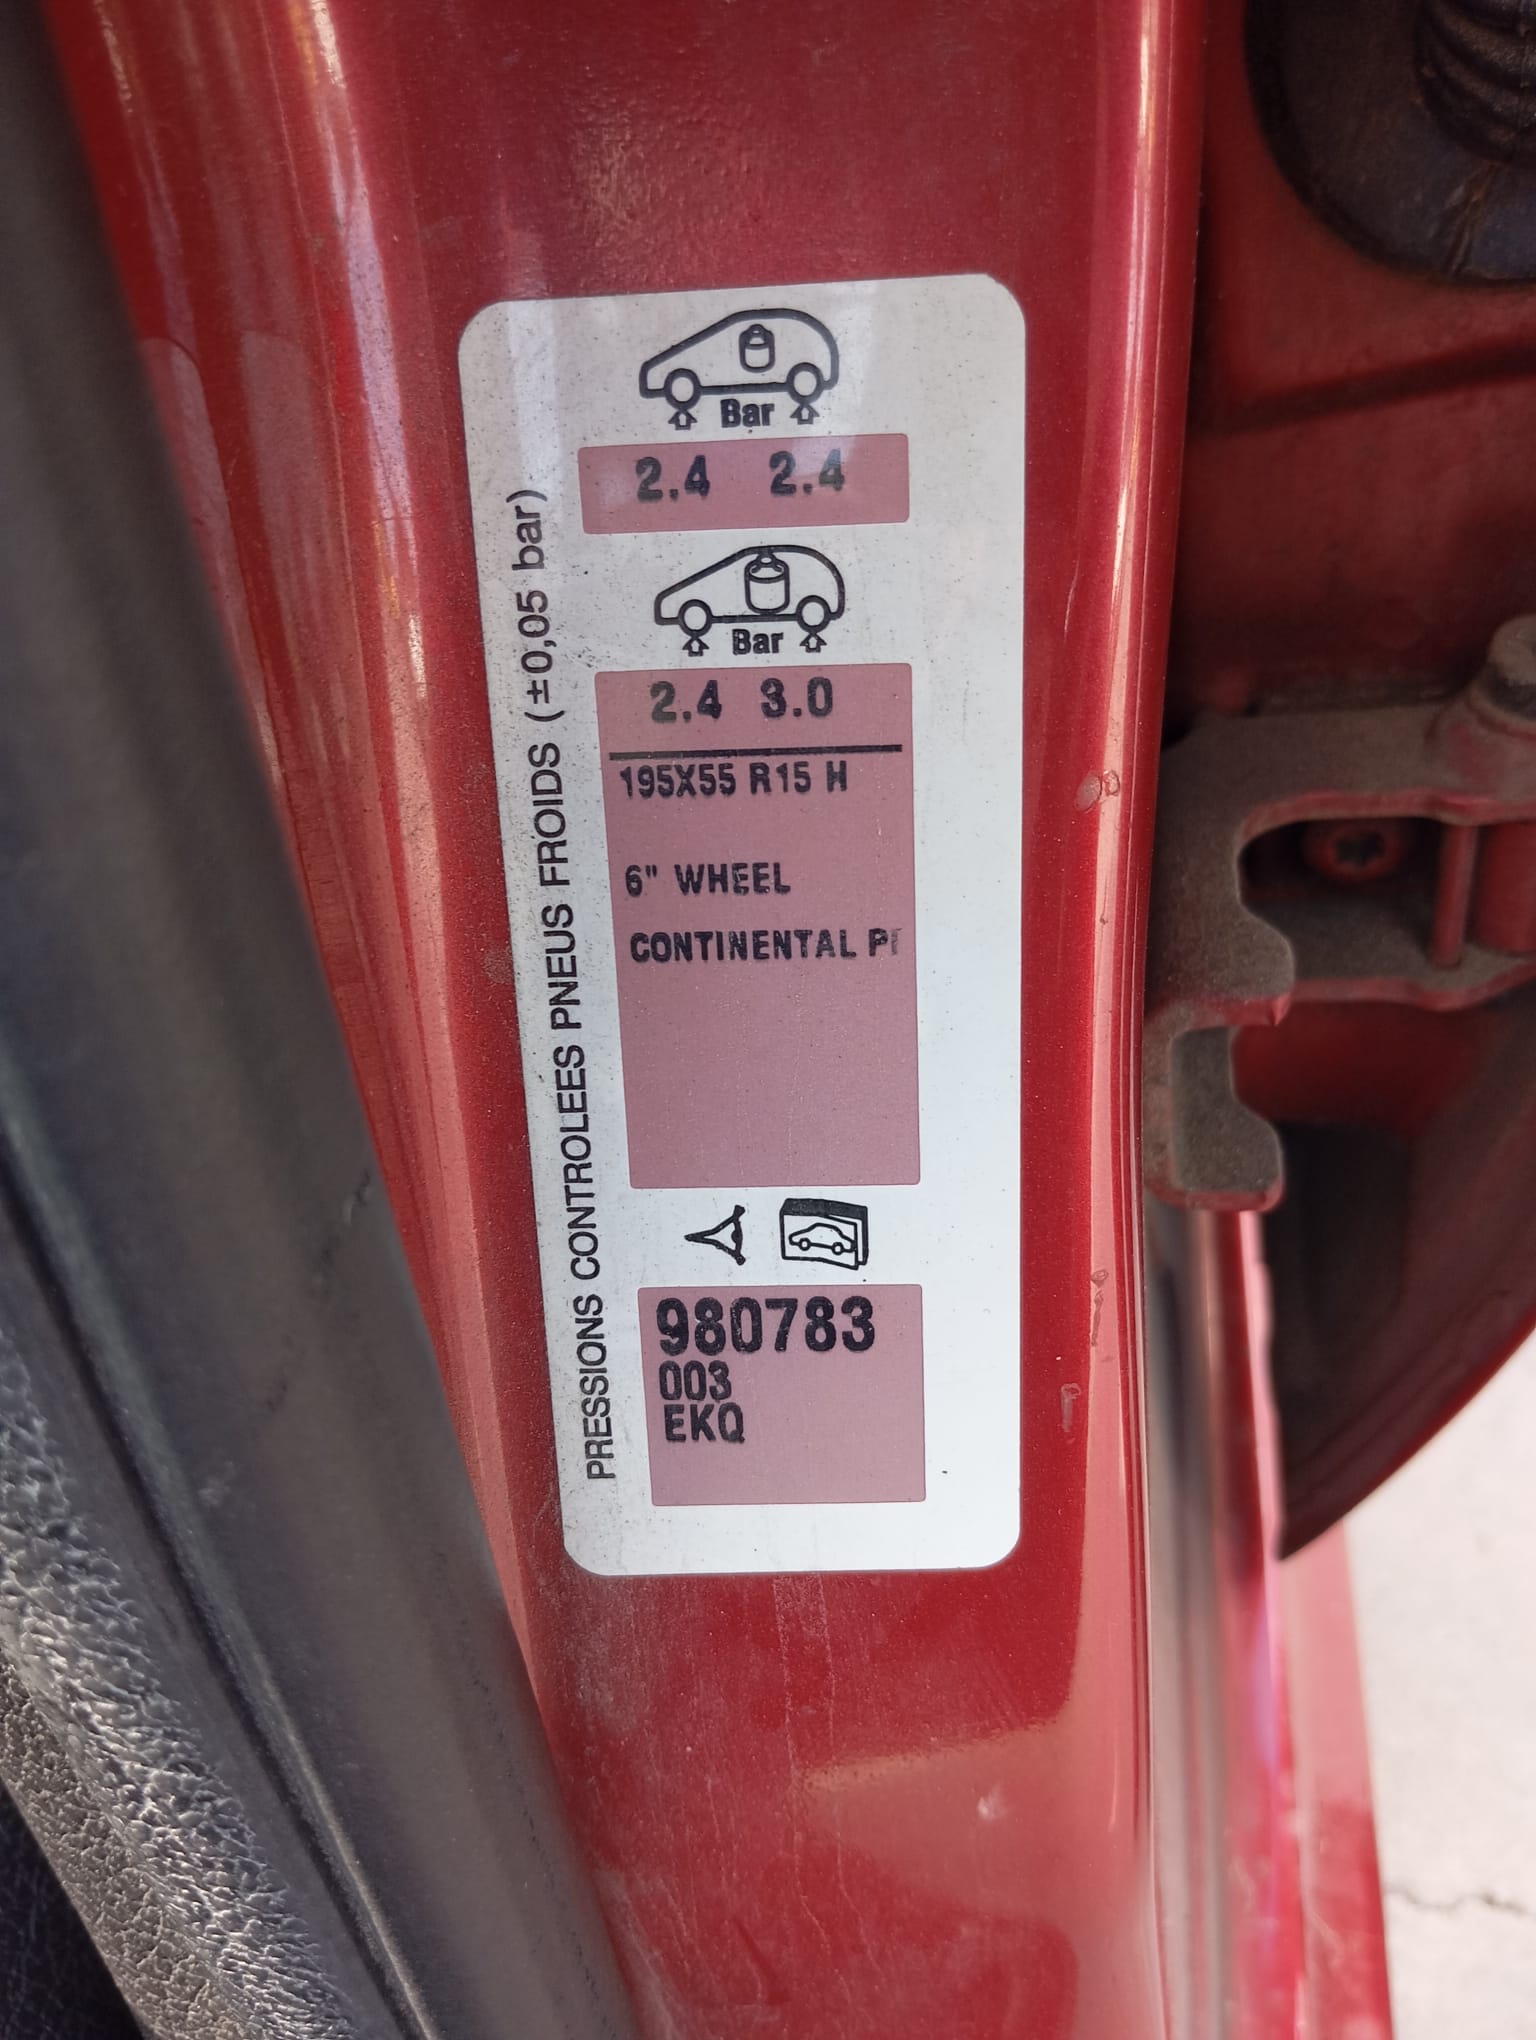 Bar
2.4 2.4
Bar
2.4 3.0
195X55 R15 H
6" WHEEL
CONTINENTAL
980783
003
EKQ
PRESSIONS CONTROLEES PNEUS FROIDS (±0,05 bar)